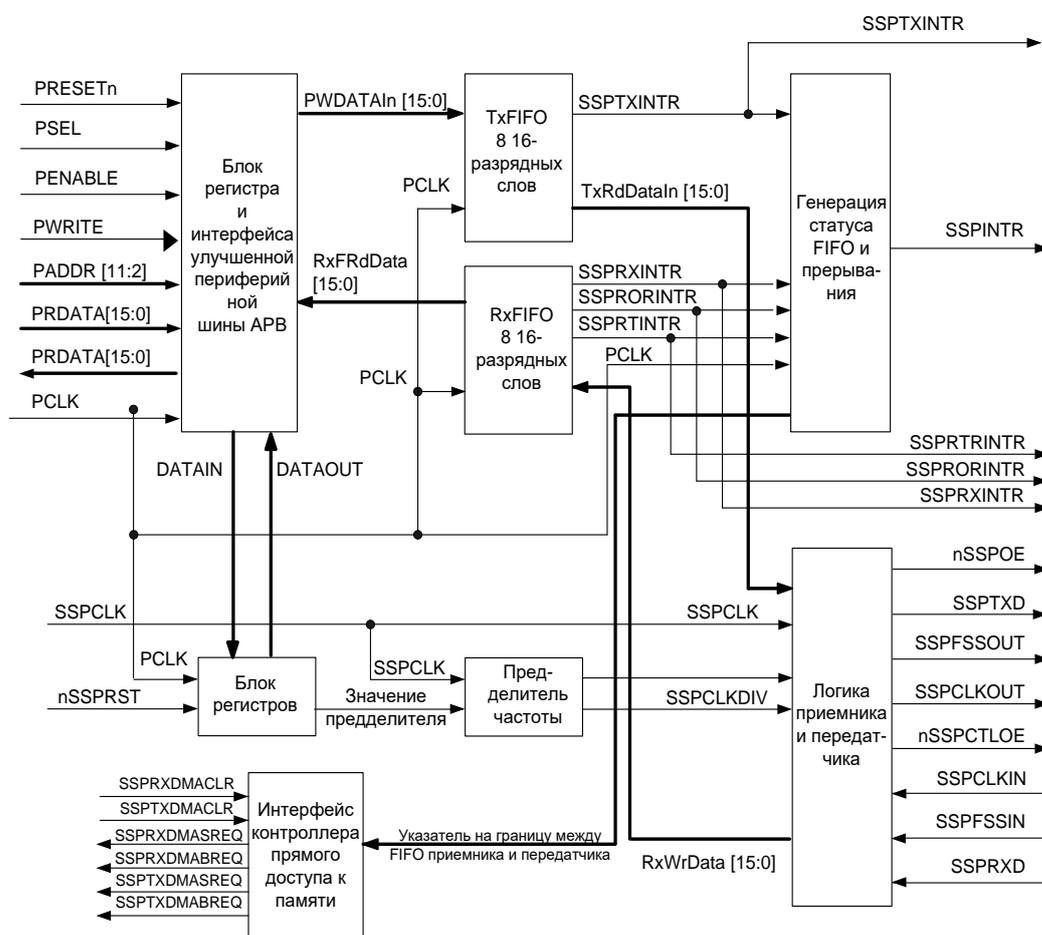 SSPTXINTR
PRESETn
PSEL
PENABLE
PWRITE
PADDR [11:2]
PRDATA[15:0]
PRDATA[15:0]
PCLK
Блок
регистра
и
интерфейса
улучшенной
периферий
ной
шины APB
PWDATAIn [15:0]
PCLK
RxFRdData
[15:0]
PCLK
TxFIFO
8 16-
разрядных
слов
RxFIFO
8 16-
разрядных
слов
SSPTXINTR
TxRdDataIn [15:0]
SSPRXINTR
SSPRORINTR
SSPRTINTR
PCLK
Генерация
статуса
FIFO и
прерыва-
ния
SSPINTR
SSPRTRINTR
SSPRORINTR
SSPRXINTR
DATAIN
DATAOUT
SSPCLK
SSPCLK
PCLK
nSSPRST
Блок
регистров
SSPCLK
Значение
предделителя
Пред-
делитель
частоты
SSPCLKDIV
Логика
приемника
и передат-
чика
nSSPOE
SSPTXD
SSPFSSOUT
SSPCLKOUT
nSSPCTLOE
SSPCLKIN
SSPFSSIN
SSPRXD
SSPRXDMACLR
SSPTXDMACLR
SSPRXDMASREQ
SSPRXDMABREQ
SSPTXDMASREQ
SSPTXDMABREQ
Интерфейс
контроллера
прямого
доступа к
памяти
Указатель на границу между
FIFO приемника и передатчика
RxWrData [15:0]